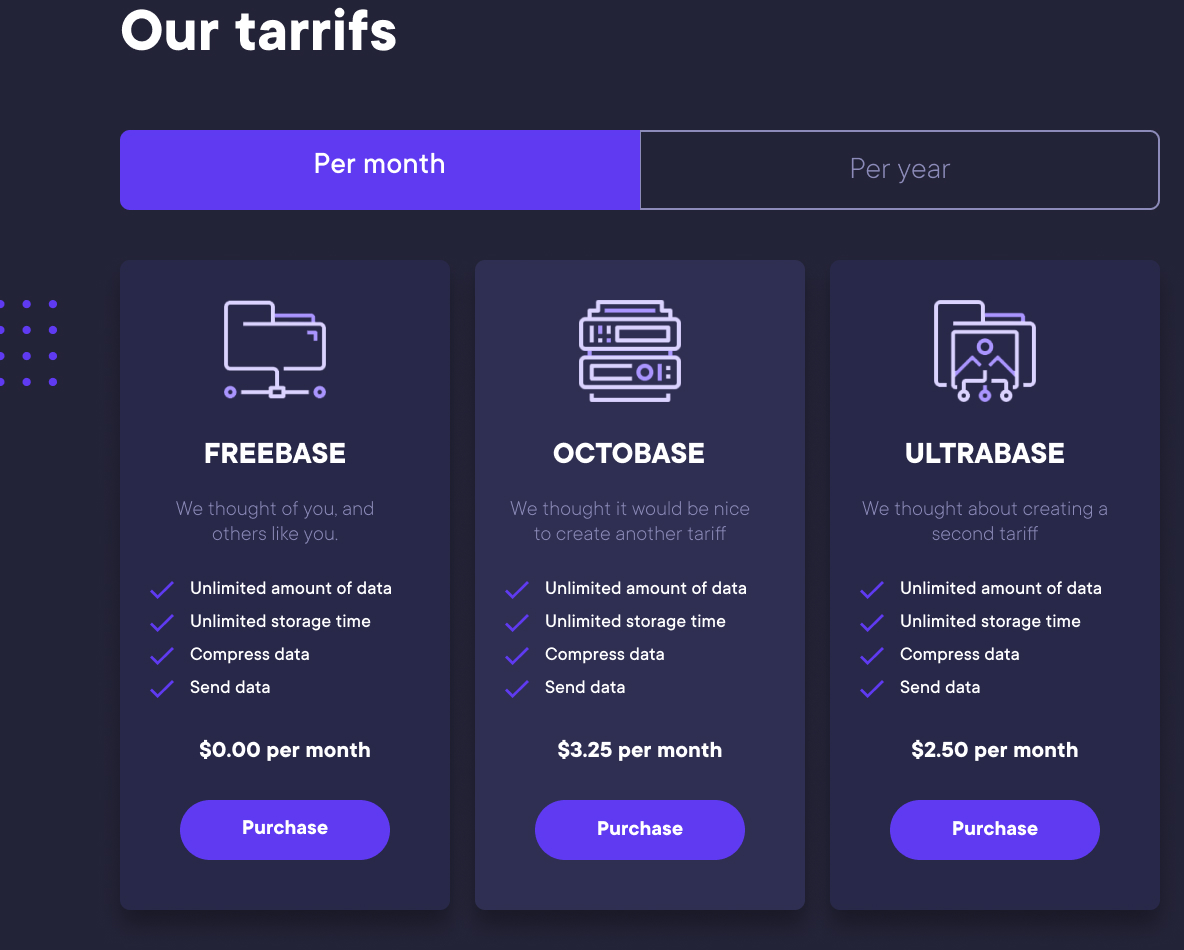 Our tarrifs
Per month
Per year
FREEBASE
We thought of you, and
others like you.
Unlimited amount of data
Unlimited storage time
Compress data
Send data
$0.00 per month
Purchase
OCTOBASE
We thought it would be nice
to create another tariff
Unlimited amount of data
Unlimited storage time
Compress data
Send data
$3.25 per month
Purchase
ULTRABASE
We thought about creating a
second tariff
Unlimited amount of data
Unlimited storage time
Compress data
Send data
$2.50 per month
Purchase